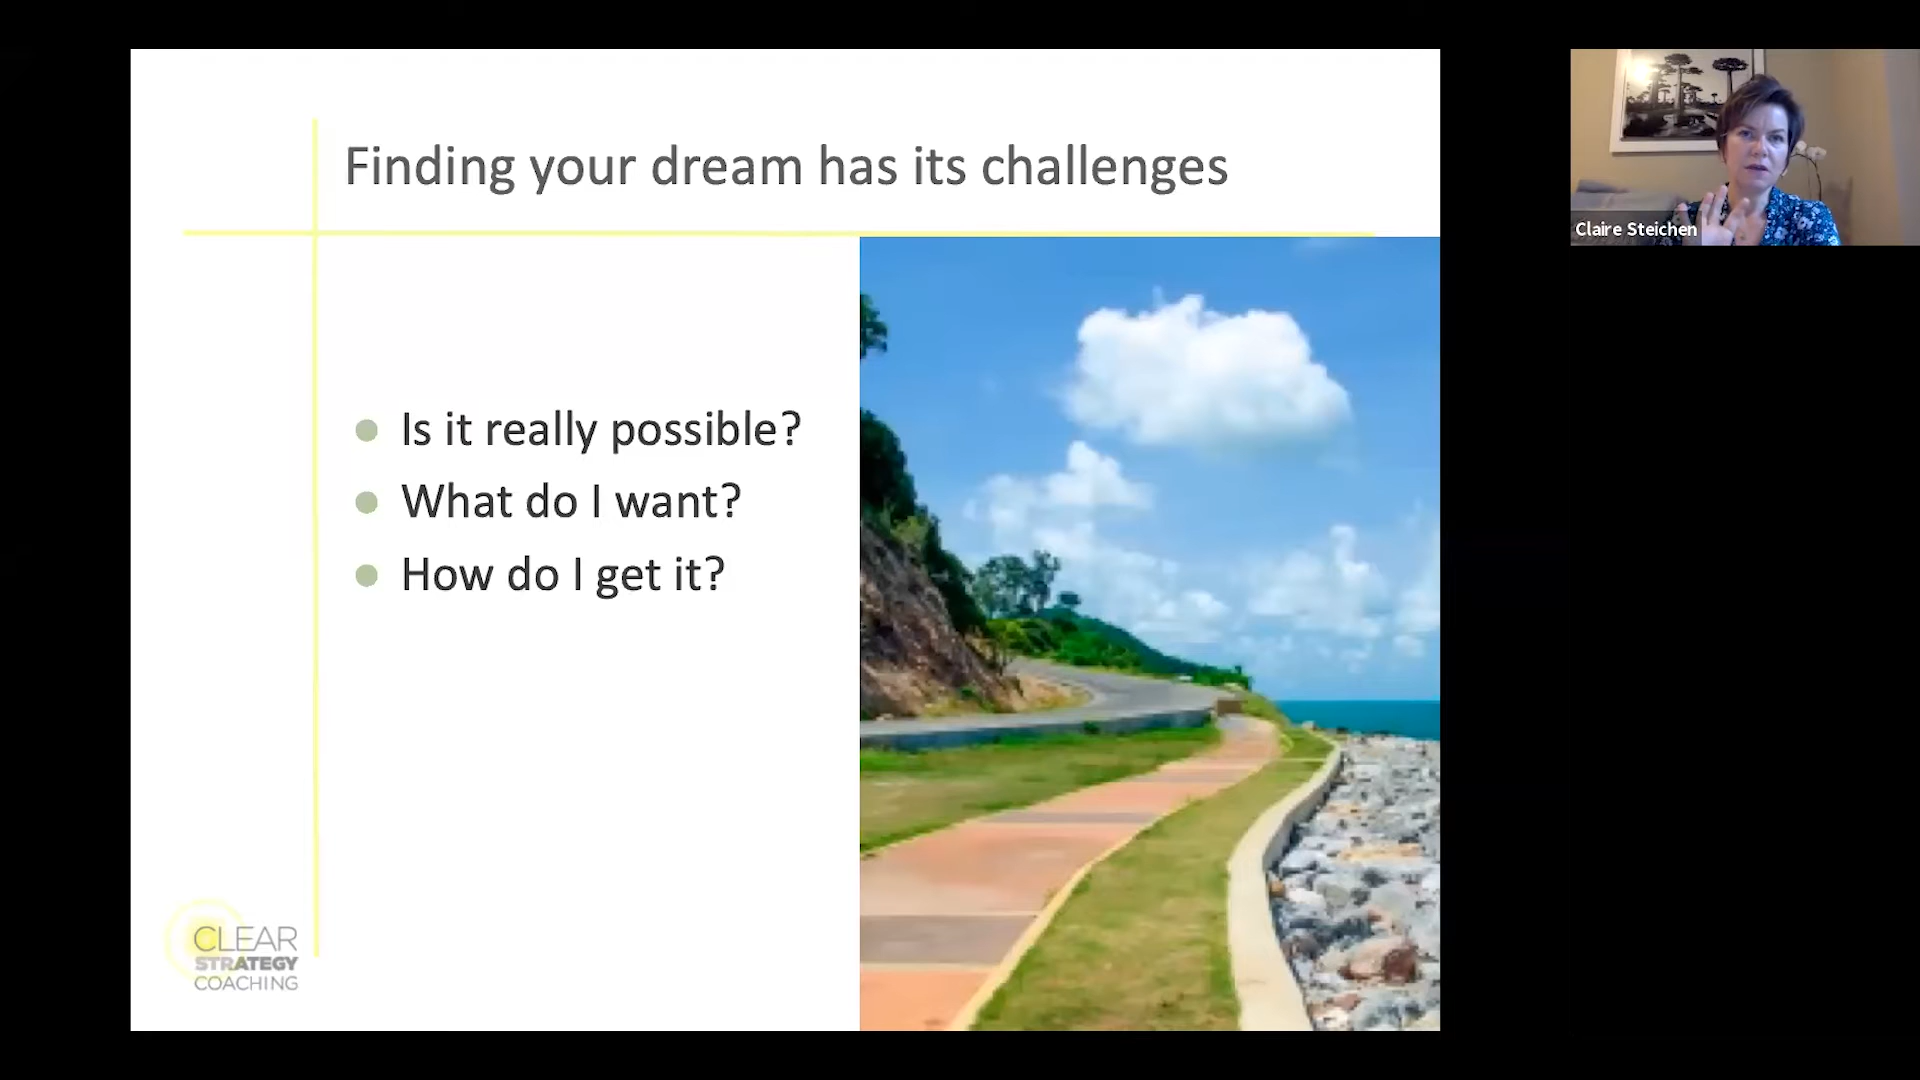 Finding your dream has its challenges
Is it really possible?
What do I want?
How do I get it?
CLEAR
STRATEGY
COACHING
Claire Steichen